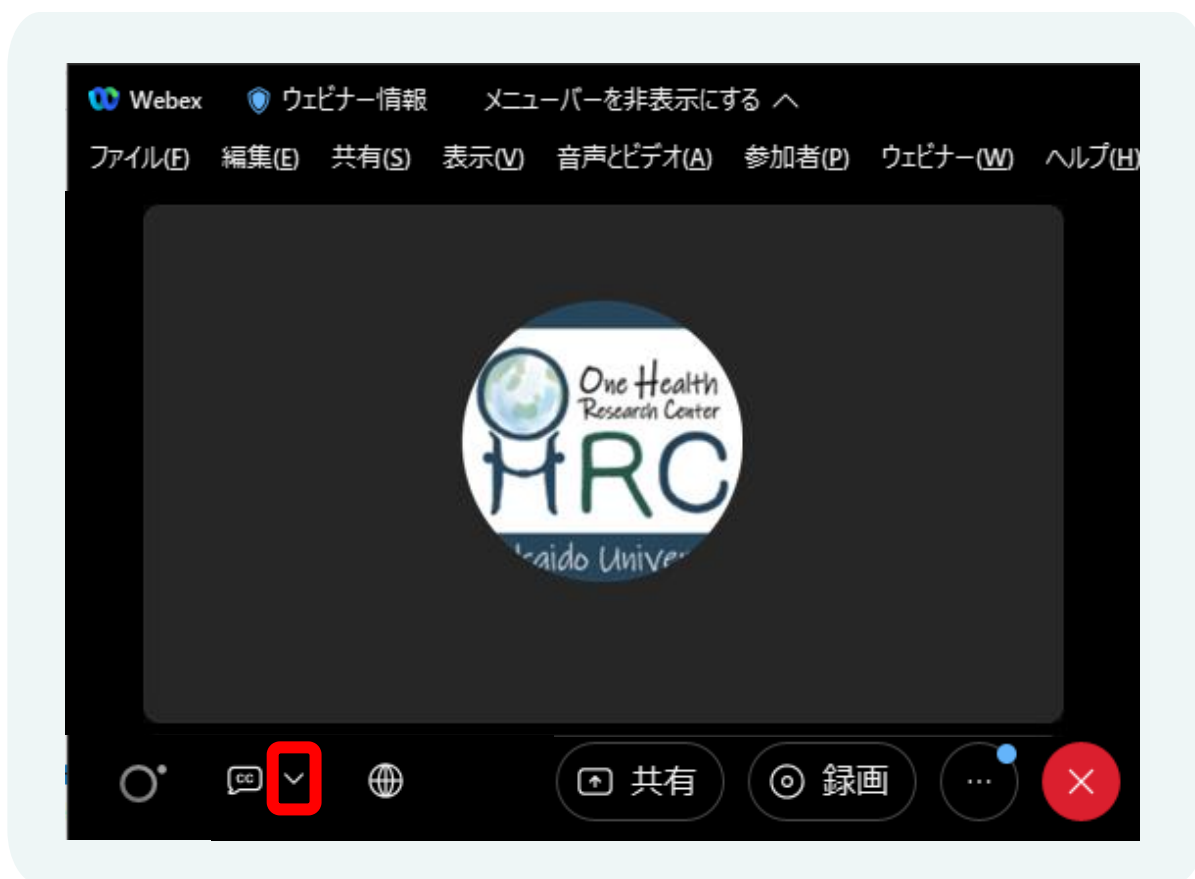 Webex ウェビナー情報 メニューバーを非表示にする
ファイル(F) 編集(E) 共有(S) 表示(V) 音声とビデオ(A) 参加者(P) ウェビナー(W) ヘルプ(H)
One Health
Research Center
HRC
kaido Univer
CC 共有 録画 ...